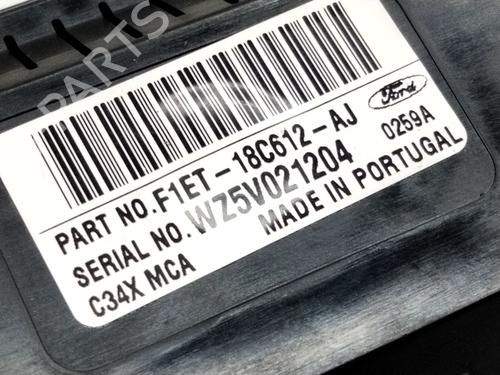 PARTS
Ford
PART NO.F1ET-18C612-AJ
0259A
SERIAL NO.WZ5V021204
MADE IN PORTUGAL
C34X MCA